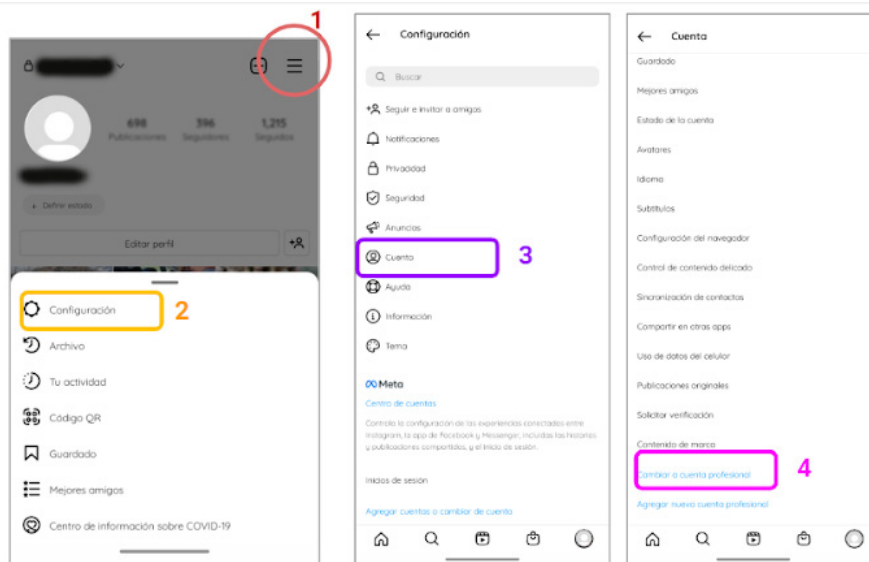 1
698
396
1,215
Publicaciones
Seguidores
Seguidos
+ Definir estado
Editar perfil
Configuración
2
Archivo
Tu actividad
Código QR
Guardado
Mejores amigos
Centro de información sobre COVID-19
Configuración
Buscar
Seguir e invitar a amigos
Notificaciones
Privacidad
Seguridad
Anuncios
Cuenta
3
Ayuda
Información
Tema
Meta
Centro de cuentas
Controla la configuración de las experiencias conectadas entre
Instagram, la app de Facebook y Messenger, incluidas las historias
y publicaciones compartidas, y el inicio de sesión.
Inicios de sesión
Agregar cuentas o cambiar de cuenta
Cuenta
Guardado
Mejores amigos
Estado de la cuenta
Avatares
Idioma
Subtítulos
Configuración del navegador
Control de contenido delicado
Sincronización de contactos
Compartir en otras apps
Uso de datos del celular
Publicaciones originales
Solicitar verificación
Contenido de marca
Cambiar a cuenta profesional
4
Agregar nueva cuenta profesional